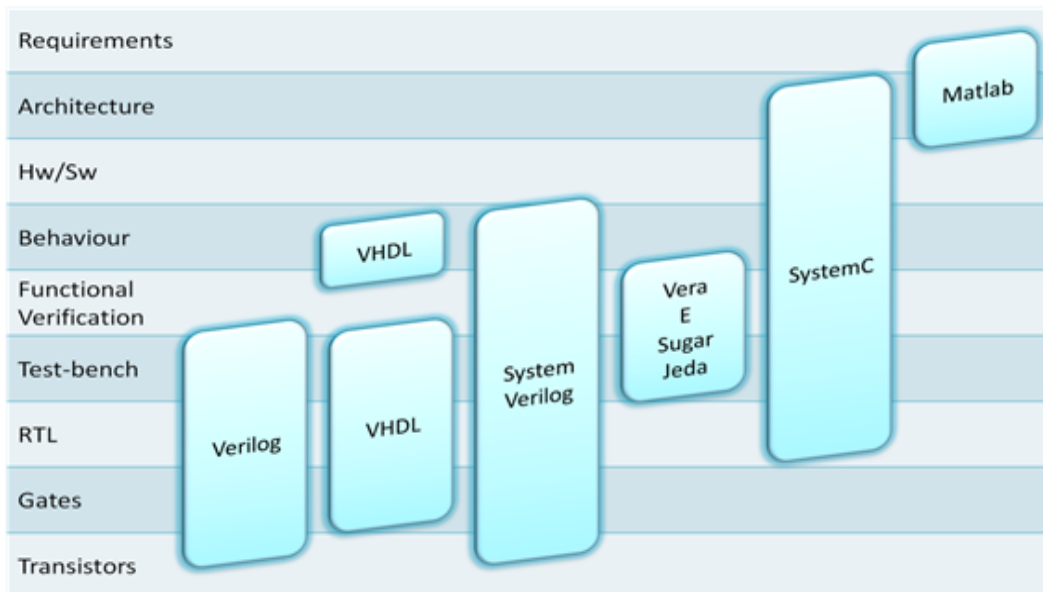 Requirements
Architecture
Hw/Sw
Behaviour
Functional
Verification
Test-bench
RTL
Gates
Transistors
Verilog
VHDL
VHDL
System
Verilog
Vera
E
Sugar
Jeda
SystemC
Matlab